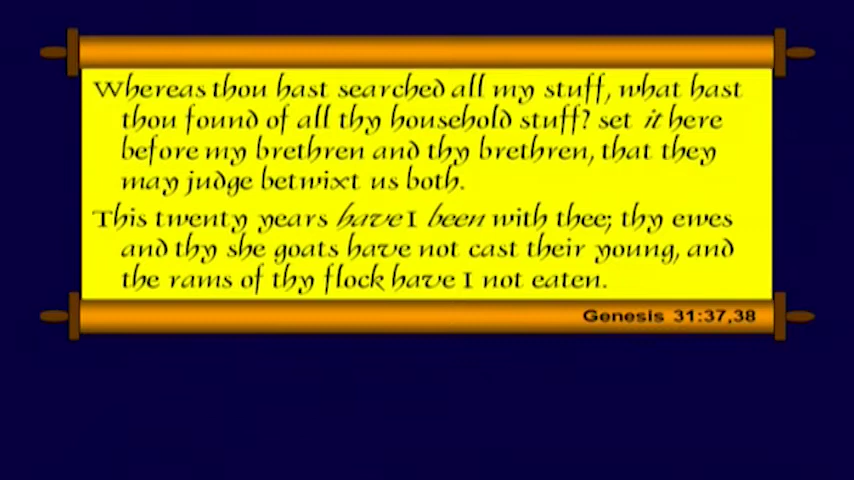 Whereas thou hast searched all my stuff, what hast
thou found of all thy household stuff? set it here
before my brethren and thy brethren, that they
may judge betwixt us both.
This twenty years have I been with thee; thy ewes
and thy she goats have not cast their young, and
the rams of thy flock have I not eaten.
Genesis 31:37,38